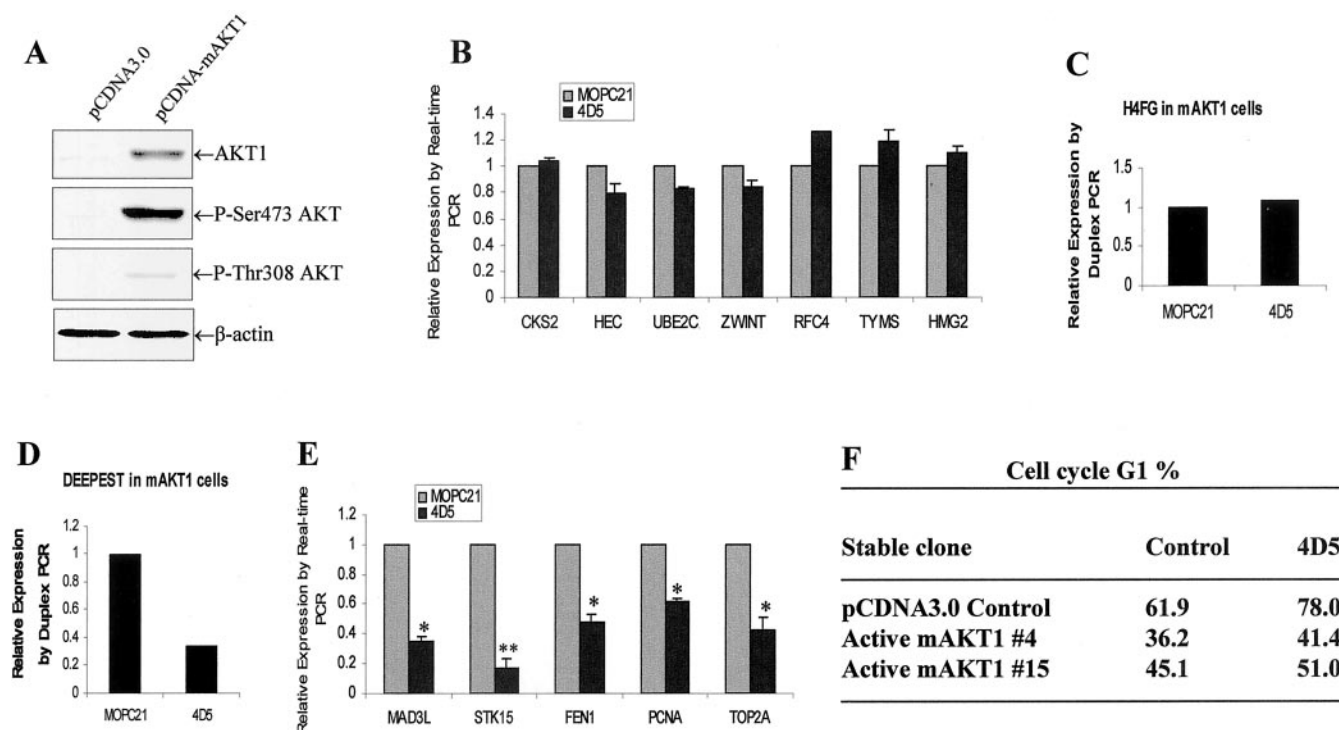 A
pCDNA3.0
pCDNA-mAKT1
←AKT1
←P-Ser473 AKT
←P-Thr308 AKT
←β-actin
B
MOPC21
4D5
Relative Expression by Real-time
PCR
1.4
1.2
1
0.8
0.6
0.4
0.2
0
CKS2 HEC UBE2C ZWINT RFC4 TYMS HMG2
C
H4FG in mAKT1 cells
Relative Expression by
Duplex PCR
1.5
1
0.5
0
MOPC21 4D5
D
DEEPEST in mAKT1 cells
Relative Expression
by Duplex PCR
1.2
1
0.8
0.6
0.4
0.2
0
MOPC21 4D5
E
MOPC21
4D5
Relative Expression by Real-time
PCR
1.2
1
0.8
0.6
0.4
0.2
0
* ** * * *
MAD3L STK15 FEN1 PCNA TOP2A
F
Cell cycle G1 %
Stable clone Control 4D5
pCDNA3.0 Control 61.9 78.0
Active mAKT1 #4 36.2 41.4
Active mAKT1 #15 45.1 51.0